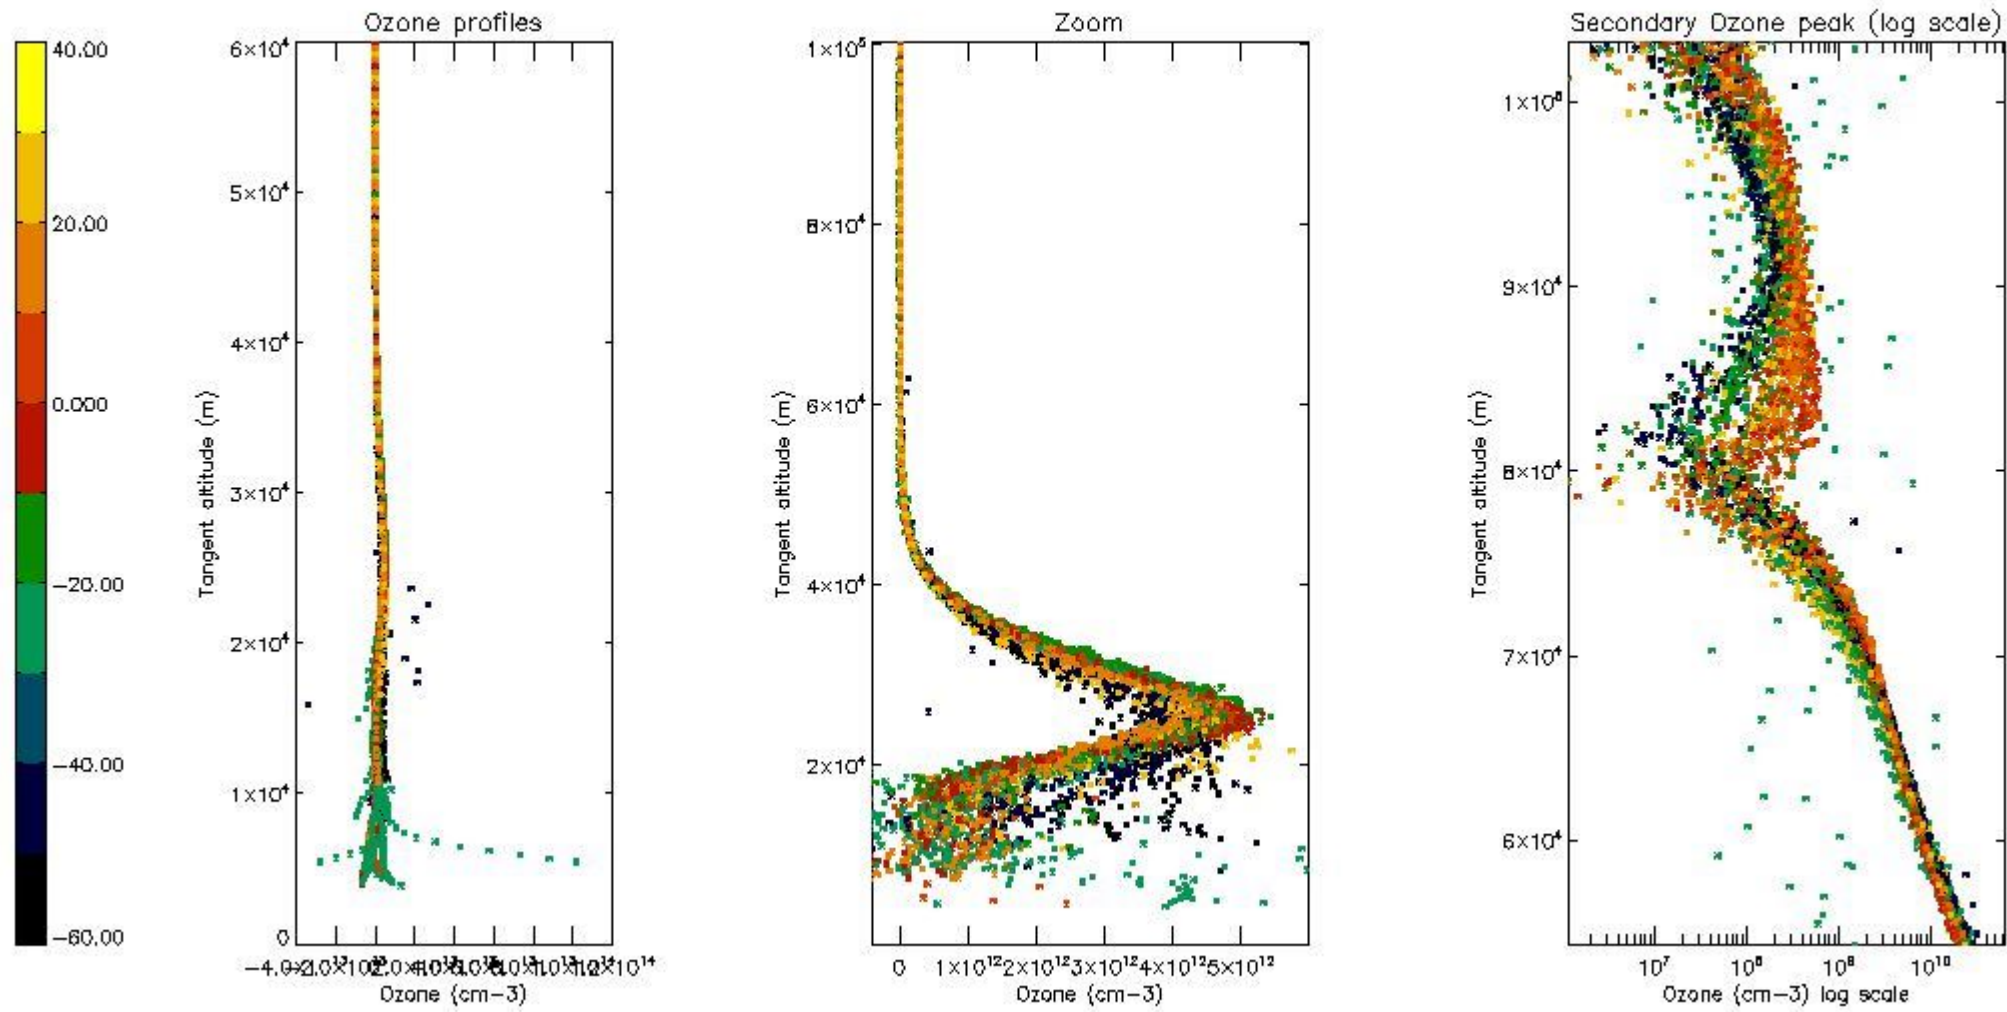 Ozone profiles
Zoom
Secondary Ozone peak (log scale)
40.00
20.00
0.000
−20.00
−40.00
−60.00
6×10⁴
5×10⁴
4×10⁴
3×10⁴
2×10⁴
1×10⁴
0
Tangent altitude (m)
Ozone (cm−3)
1×10⁵
8×10⁴
6×10⁴
4×10⁴
2×10⁴
Tangent altitude (m)
0 1×10¹² 2×10¹² 3×10¹² 4×10¹² 5×10¹²
Ozone (cm−3)
9×10⁴
8×10⁴
7×10⁴
6×10⁴
Tangent altitude (m)
10⁷ 10⁸ 10⁹ 10¹⁰
Ozone (cm−3) log scale